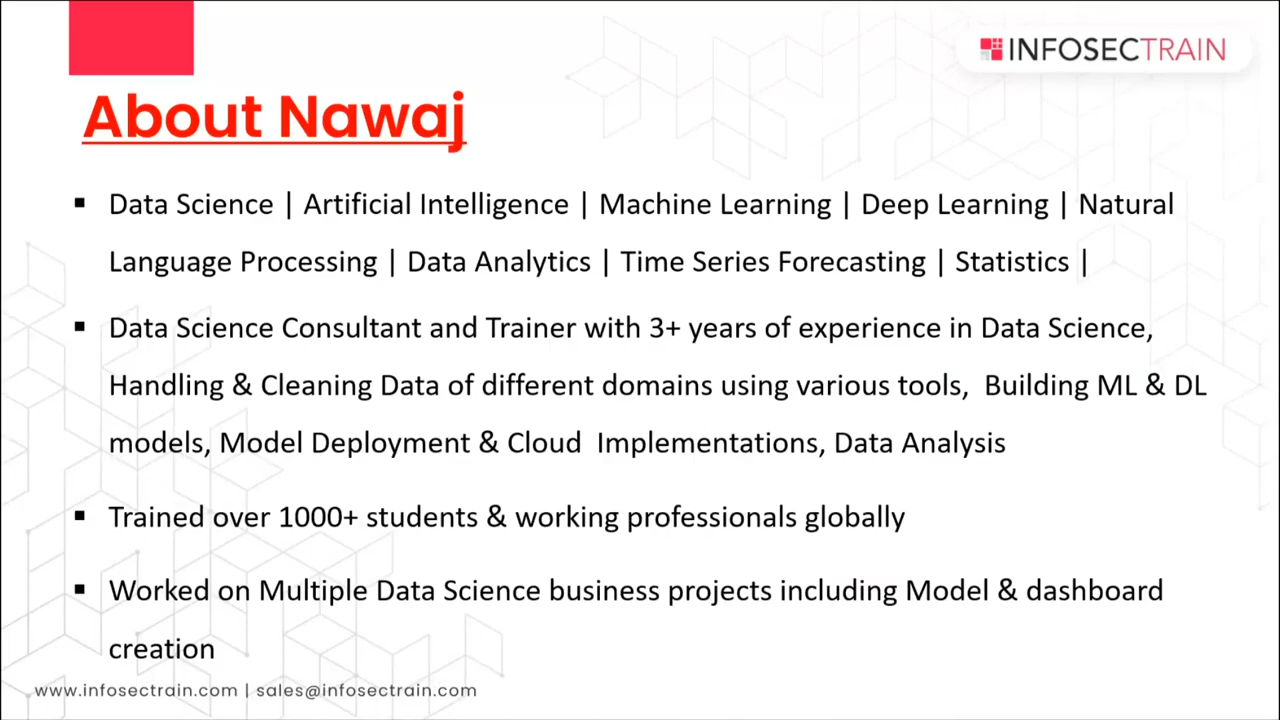 INFOSECTRAIN
About Nawaj
▪ Data Science | Artificial Intelligence | Machine Learning | Deep Learning | Natural
Language Processing | Data Analytics | Time Series Forecasting | Statistics |
▪ Data Science Consultant and Trainer with 3+ years of experience in Data Science,
Handling & Cleaning Data of different domains using various tools,  Building ML & DL
models, Model Deployment & Cloud  Implementations, Data Analysis
▪ Trained over 1000+ students & working professionals globally
▪ Worked on Multiple Data Science business projects including Model & dashboard
creation
www.infosectrain.com | sales@infosectrain.com